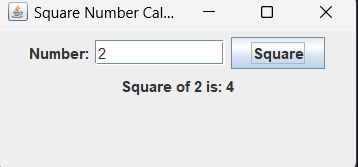 Square Number Cal...
Number: 2 Square
Square of 2 is: 4